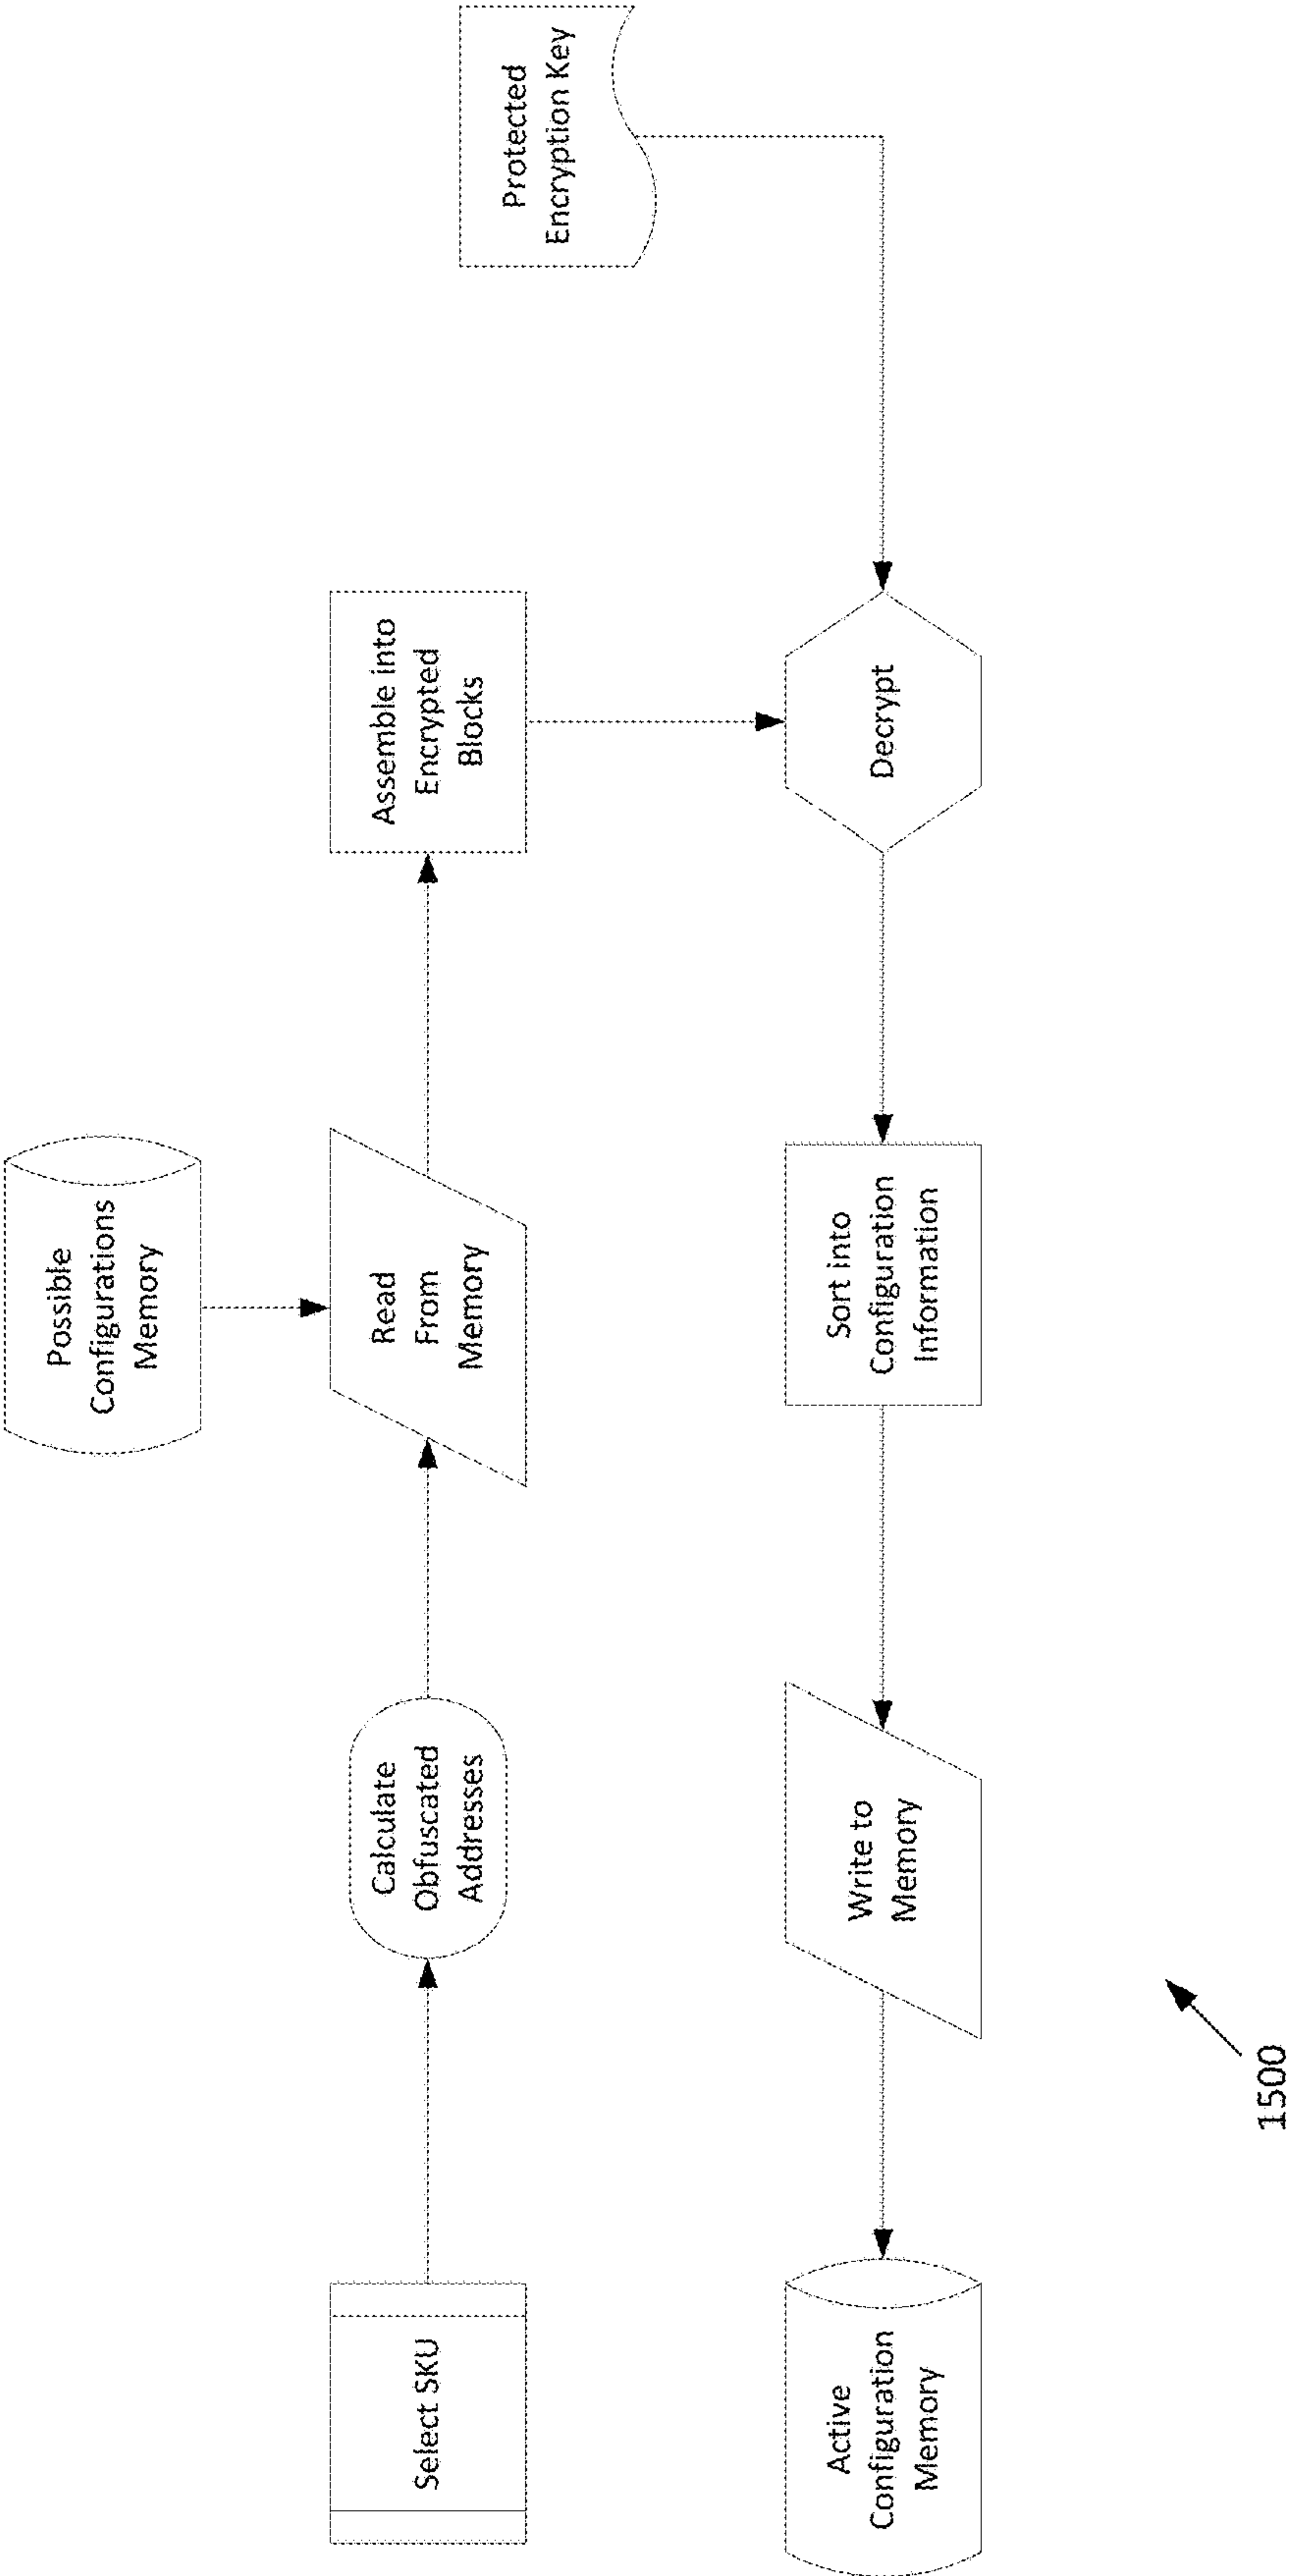 Possible
Configurations
Memory
Select SKU
Calculate
Obfuscated
Addresses
Read
From
Memory
Assemble into
Encrypted
Blocks
Protected
Encryption Key
Active
Configuration
Memory
Write to
Memory
Sort into
Configuration
Information
Decrypt
1500